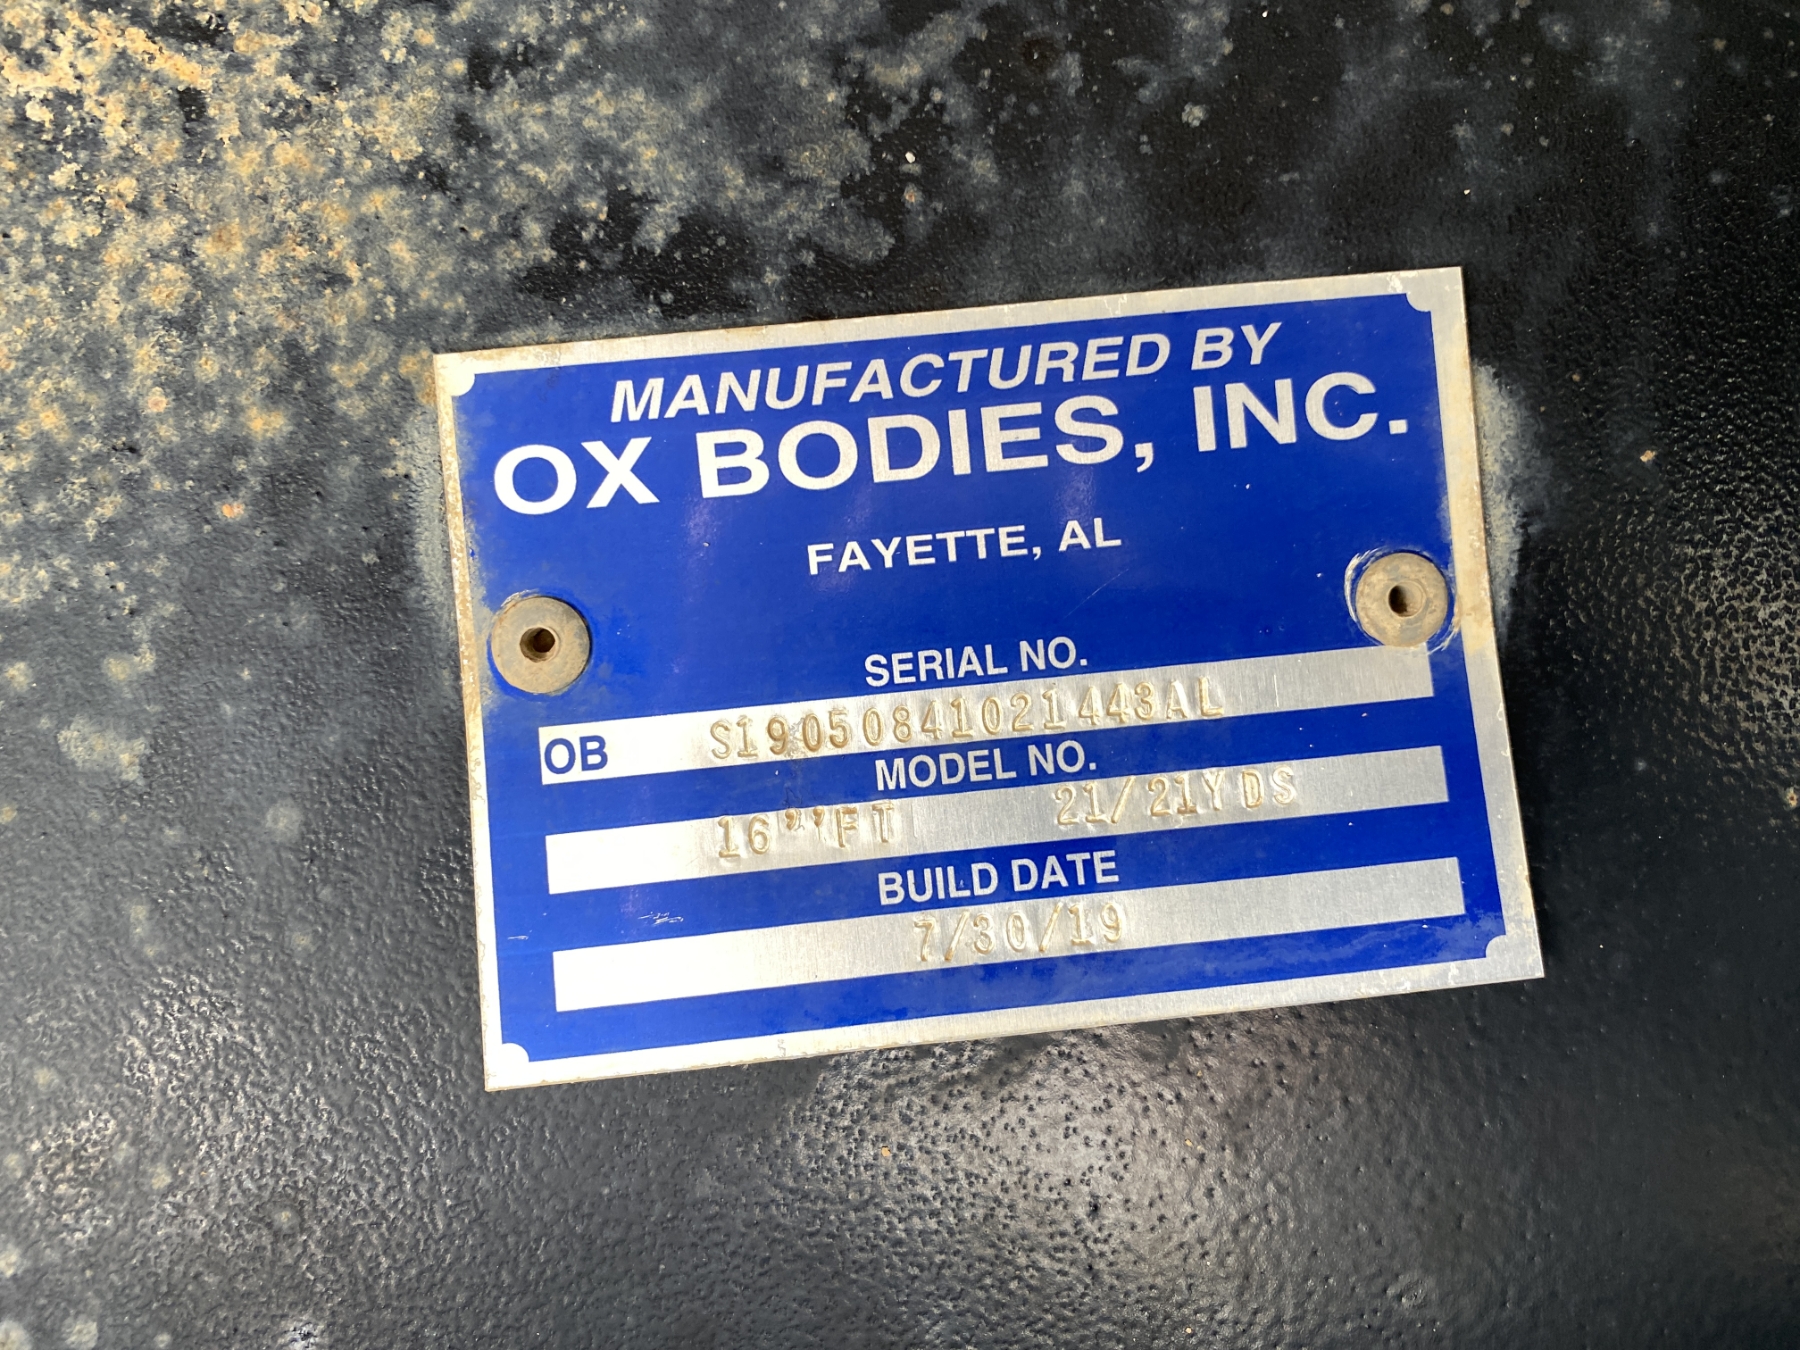 MANUFACTURED BY
OX BODIES, INC.
FAYETTE, AL
SERIAL NO.
OB S19050841021443AL
MODEL NO.
16''FT 21/21YDS
BUILD DATE
7/30/19